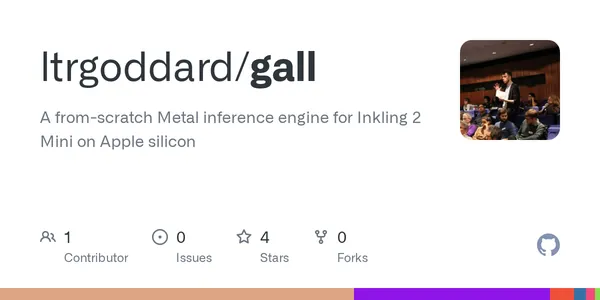 ltrgoddard/gall
A from-scratch Metal inference engine for Inkling 2
Mini on Apple silicon
1
Contributor
0
Issues
4
Stars
0
Forks